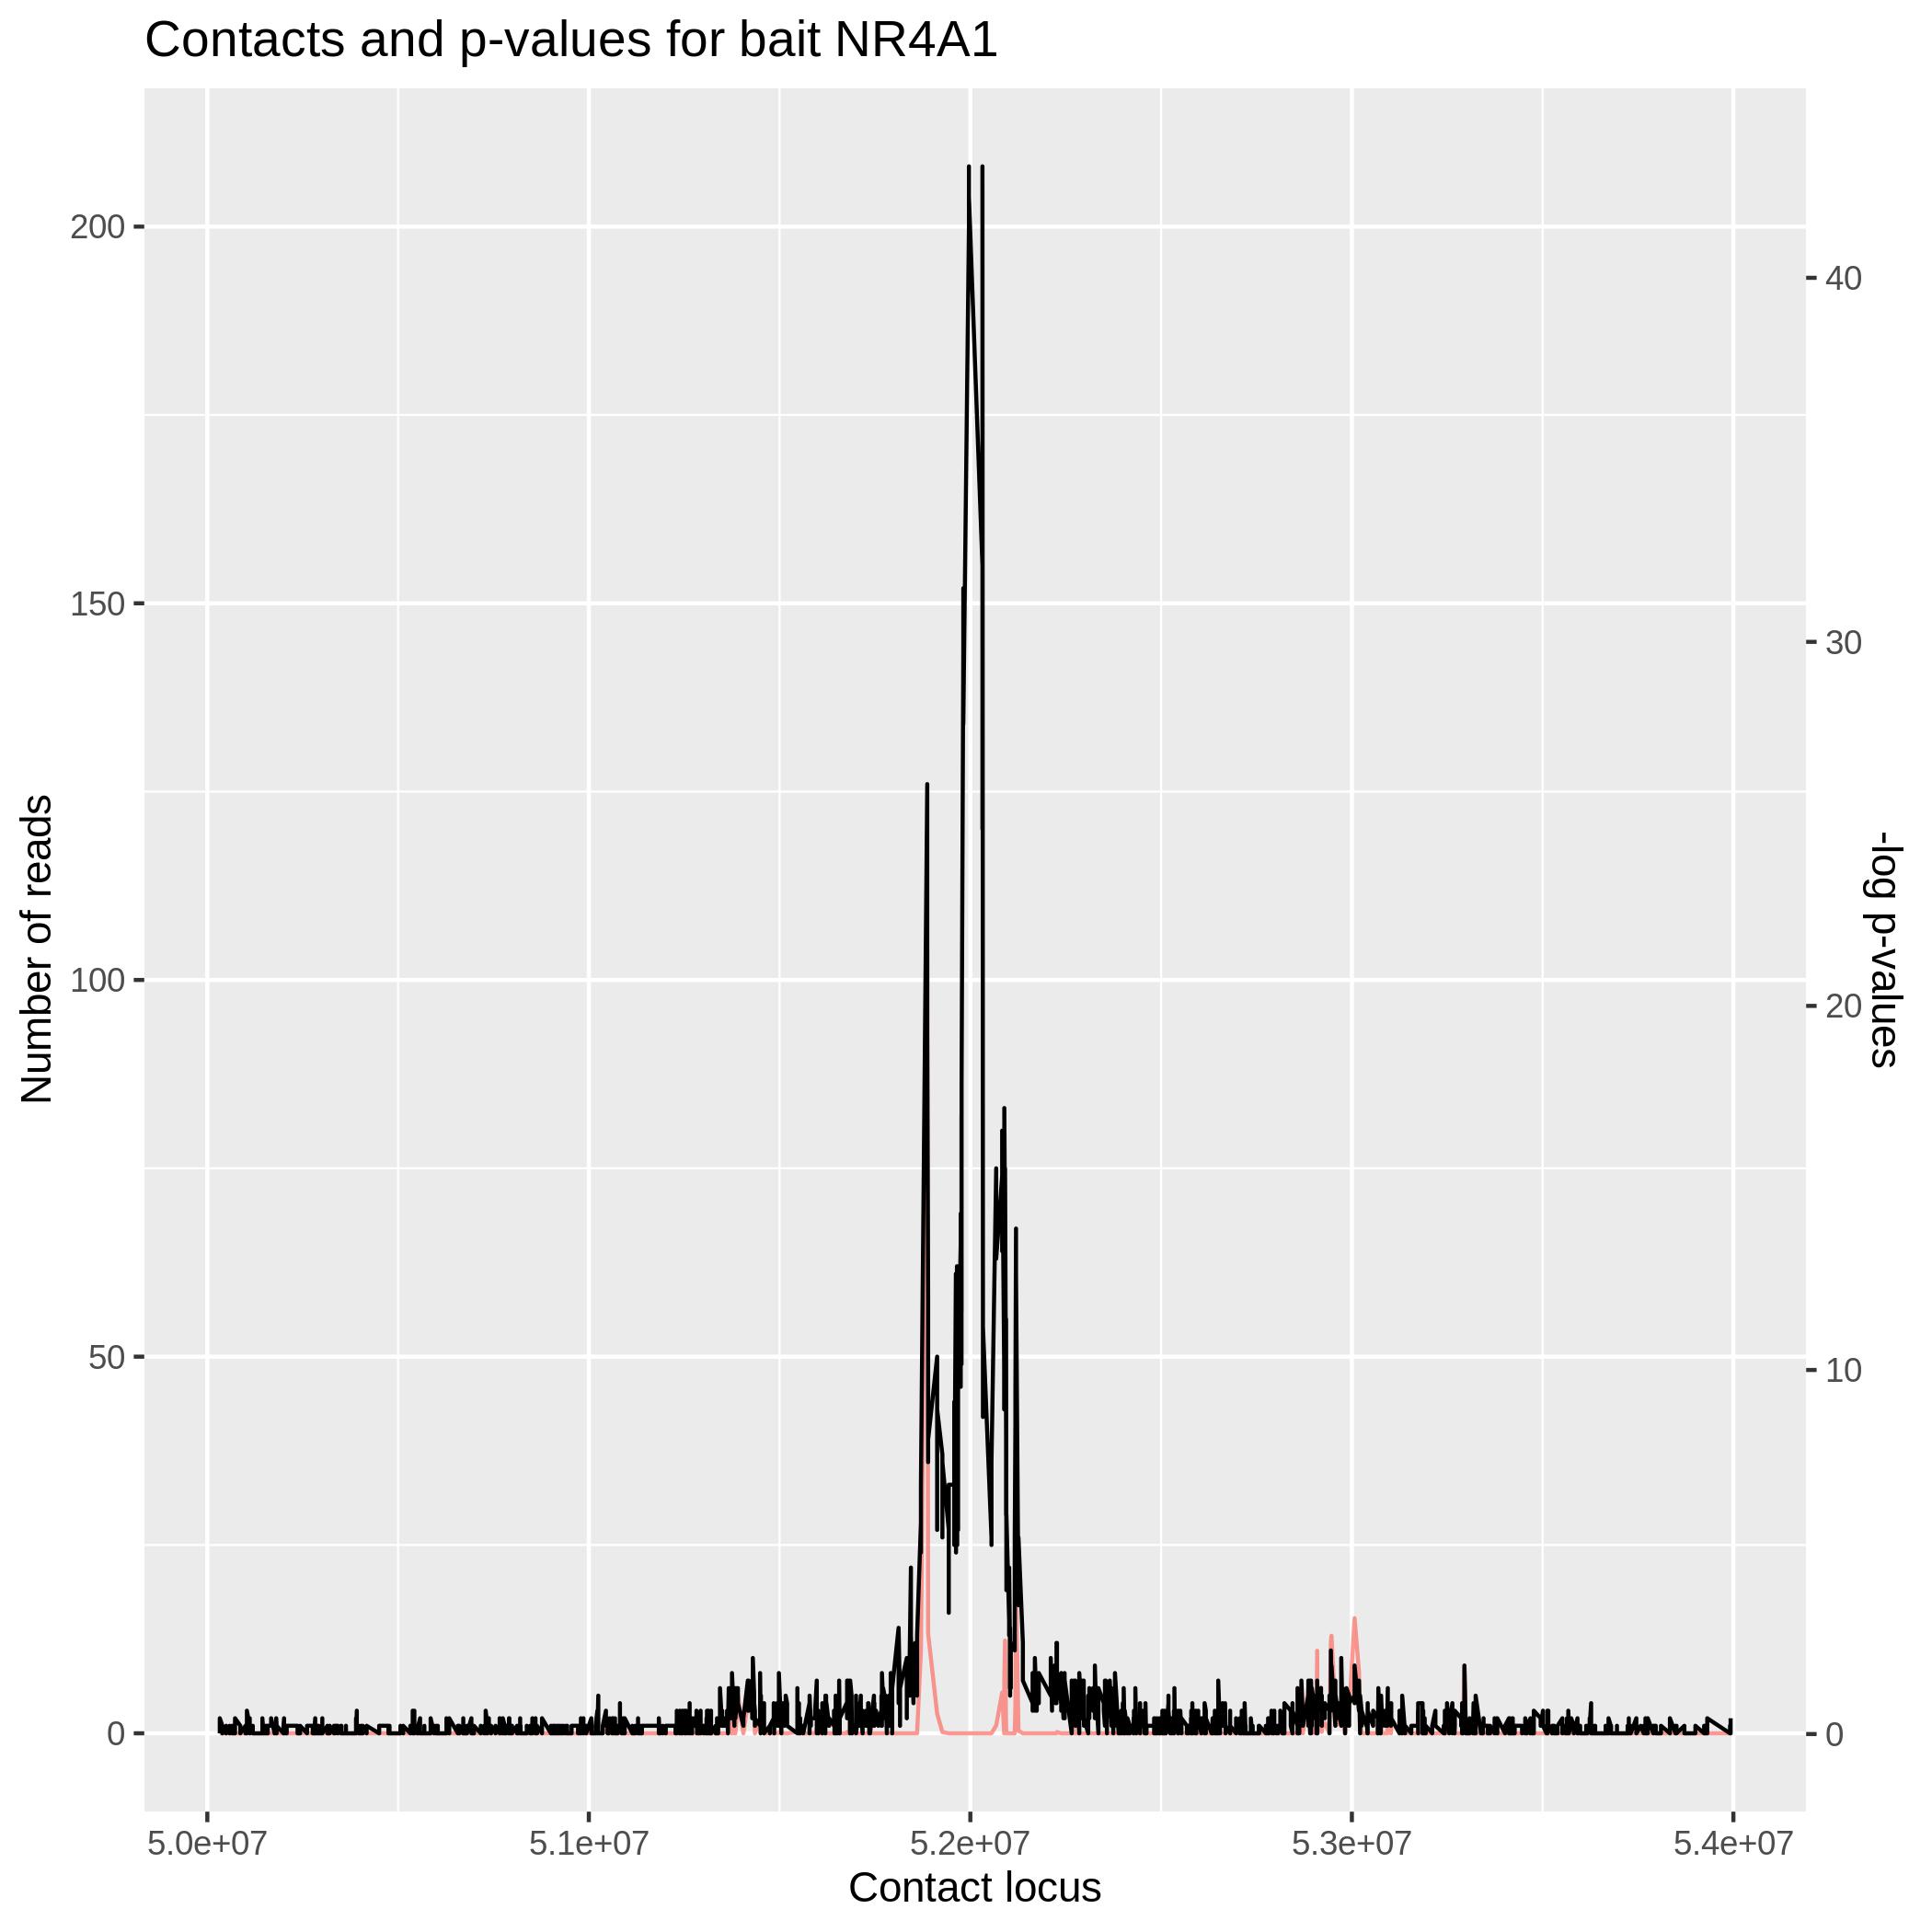 Contacts and p-values for bait NR4A1
Number of reads
200
150
100
50
0
40
30
20
10
0
-log p-values
5.0e+07
5.1e+07
5.2e+07
5.3e+07
5.4e+07
Contact locus